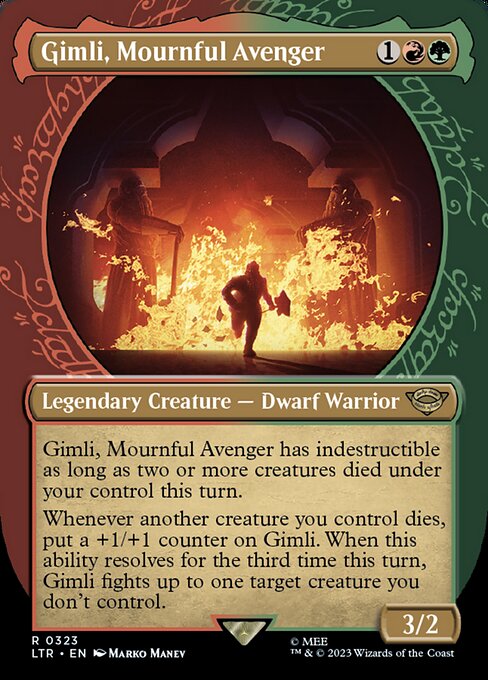 Gimli, Mournful Avenger 1
Legendary Creature — Dwarf Warrior
Gimli, Mournful Avenger has indestructible
as long as two or more creatures died under
your control this turn.
Whenever another creature you control dies,
put a +1/+1 counter on Gimli. When this
ability resolves for the third time this turn,
Gimli fights up to one target creature you
don't control.
3/2
R 0323
LTR • EN Marko Maney
© MEE
™ & © 2023 Wizards of the Coast